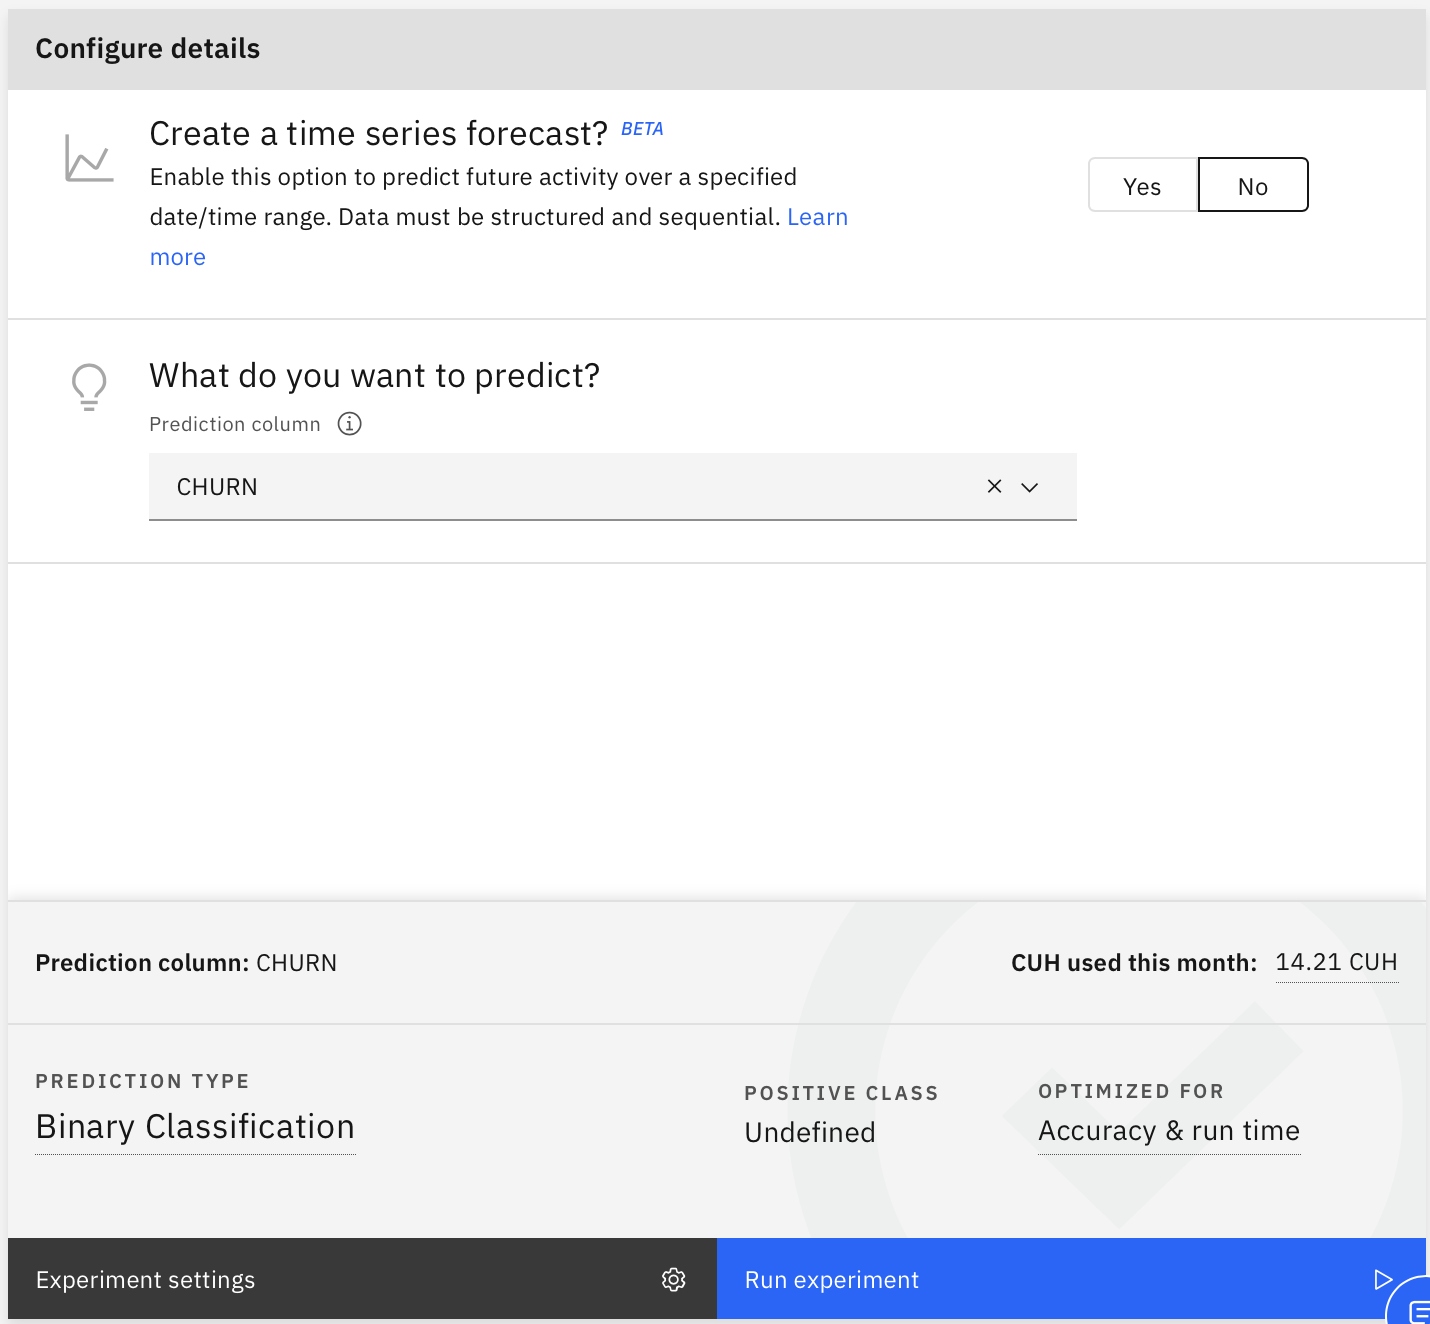 Configure details
Create a time series forecast? BETA
Enable this option to predict future activity over a specified
date/time range. Data must be structured and sequential. Learn
more
Yes
No
What do you want to predict?
Prediction column
CHURN
Prediction column: CHURN
CUH used this month: 14.21 CUH
PREDICTION TYPE
Binary Classification
POSITIVE CLASS
Undefined
OPTIMIZED FOR
Accuracy & run time
Experiment settings
Run experiment